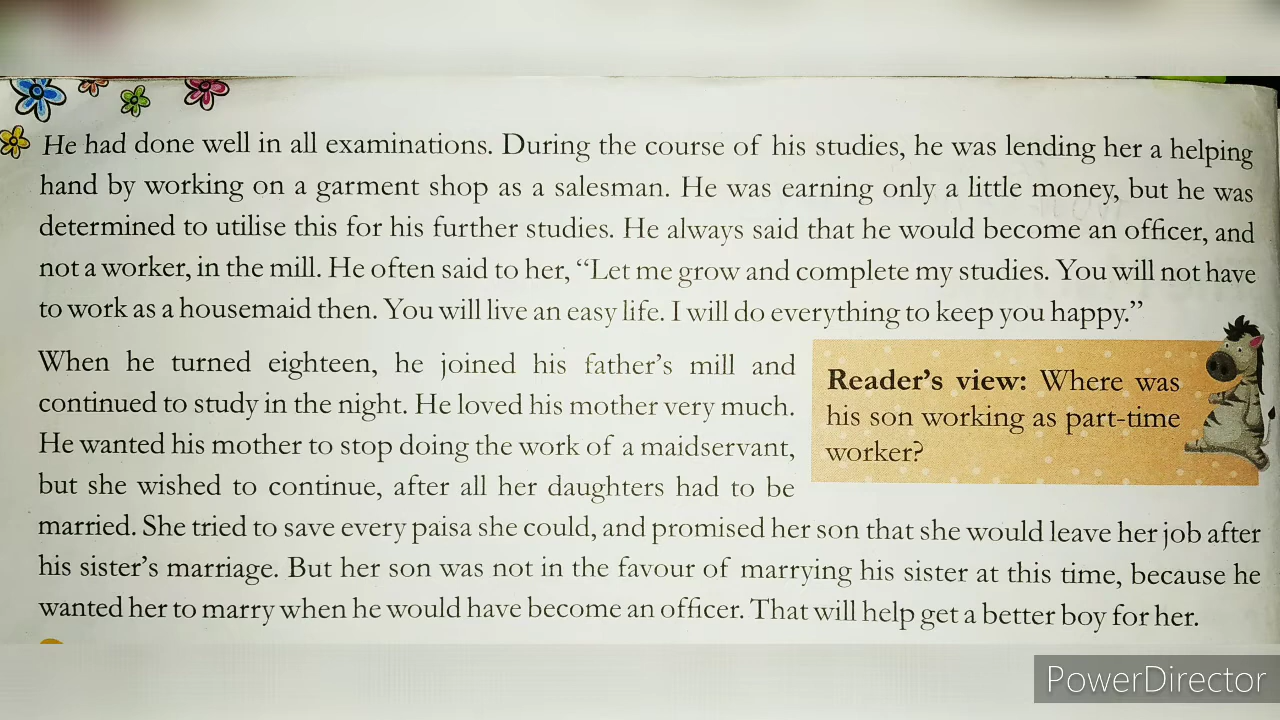 He had done well in all examinations. During the course of his studies, he was lending her a helping
hand by working on a garment shop as a salesman. He was earning only a little money, but he was
determined to utilise this for his further studies. He always said that he would become an officer, and
not a worker, in the mill. He often said to her, “Let me grow and complete my studies. You will not have
to work as a housemaid then. You will live an easy life. I will do everything to keep you happy.”
When he turned eighteen, he joined his father’s mill and
continued to study in the night. He loved his mother very much.
He wanted his mother to stop doing the work of a maidservant,
but she wished to continue, after all her daughters had to be
married. She tried to save every paisa she could, and promised her son that she would leave her job after
his sister’s marriage. But her son was not in the favour of marrying his sister at this time, because he
wanted her to marry when he would have become an officer. That will help get a better boy for her.
Reader’s view: Where was
his son working as part-time
worker?
PowerDirector